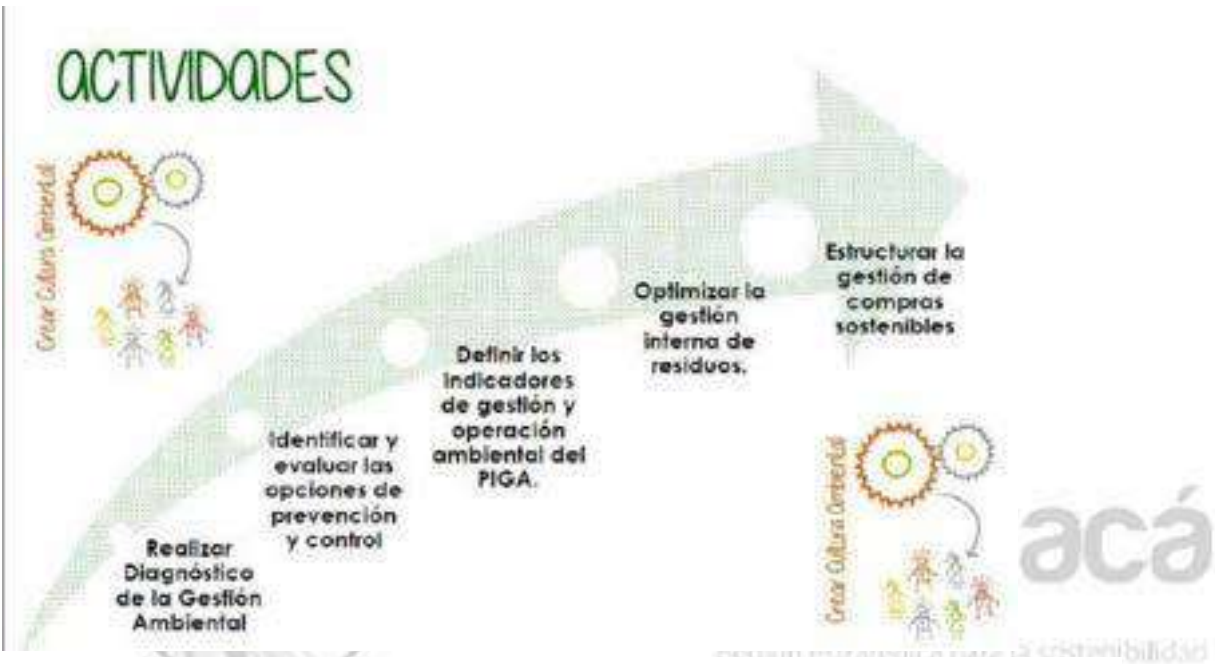 ACTIVIDADES
Crear Cultura Ambiental
Realizar
Diagnóstico
de la Gestión
Ambiental
Identificar y
evaluar las
opciones de
prevención
y control
Definir los
indicadores
de gestión y
operación
ambiental del
PIGA.
Optimizar la
gestión
interna de
residuos.
Estructurar la
gestión de
compras
sostenibles
Crear Cultura Ambiental
acá
sostenibilidad